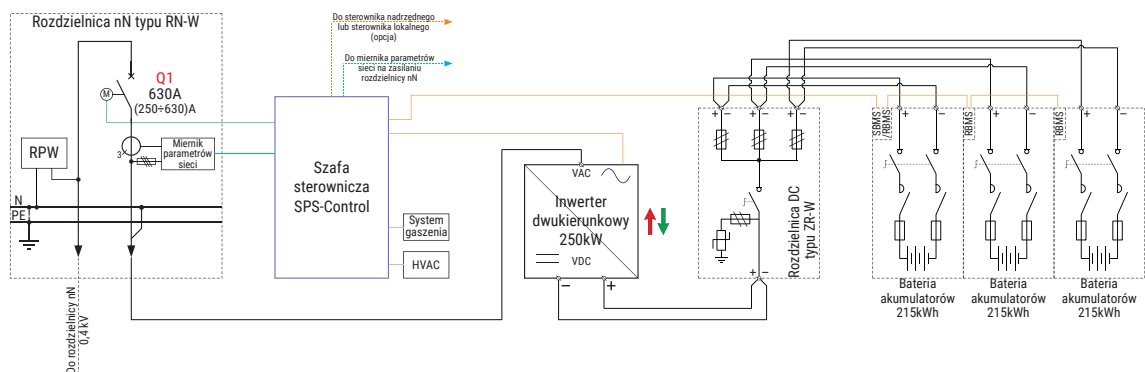 Rozdzielnica nN typu RN-W
Q1
630A
(250÷630)A
M
3
RPW
Miernik
parametrów
sieci
N
PE
Do rozdzielnicy nN
0,4 kV
Do sterownika nadrzędnego
lub sterownika lokalnego
(opcja)
Do miernika parametrów
sieci na zasilaniu
rozdzielnicy nN
Szafa
sterownicza
SPS-Control
System
gaszenia
HVAC
VAC
Inwerter
dwukierunkowy
250kW
VDC
− +
+ − + − + −
+ −
Rozdzielnica DC
typu ZR-W
SBMS
/RBMS
+ −
RBMS
+ −
RBMS
+ −
Bateria
akumulatorów
215kWh
Bateria
akumulatorów
215kWh
Bateria
akumulatorów
215kWh